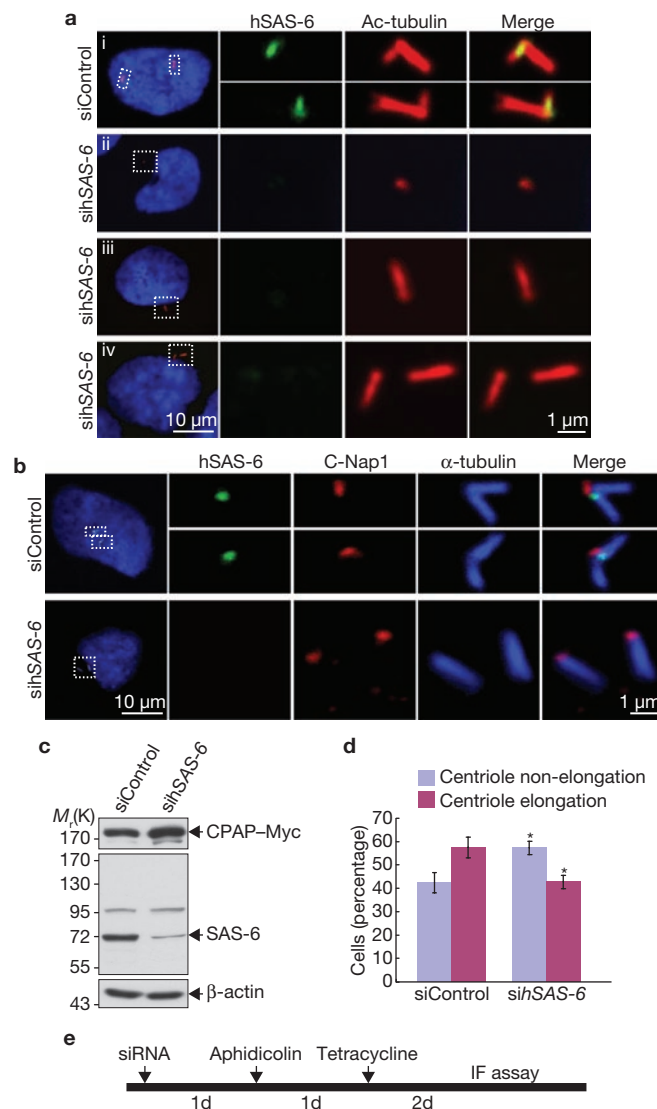 a
hSAS-6 Ac-tubulin Merge
i
siControl
ii
sihSAS-6
iii
sihSAS-6
iv
sihSAS-6
10 µm
1 µm
b
hSAS-6 C-Nap1 α-tubulin Merge
siControl
sihSAS-6
10 µm
1 µm
c
siControl
sihSAS-6
Mr(K)
170
CPAP–Myc
170
130
95
72
SAS-6
55
43
β-actin
d
Centriole non-elongation
Centriole elongation
Cells (percentage)
70
60
50
40
30
20
10
0
* *
siControl sihSAS-6
e
siRNA Aphidicolin Tetracycline IF assay
1d 1d 2d